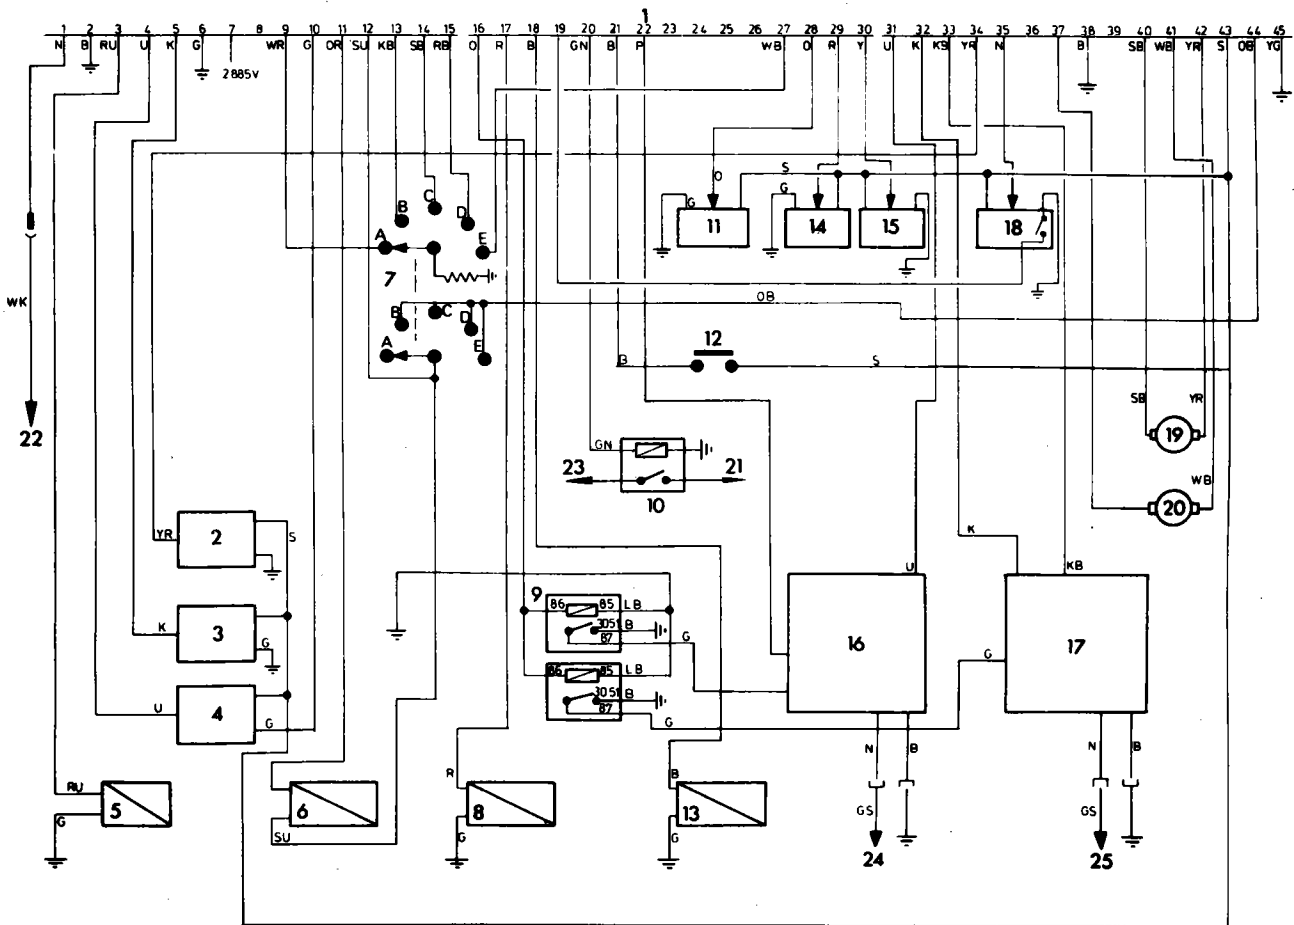 1
1 2 3 4 5 6 7 8 9 10 11 12 13 14 15 16 17 18 19 20 21 22 23 24 25 26 27 28 29 30 31 32 33 34 35 36 37 38 39 40 41 42 43 44 45
N B RU U K G WR G OR SU KB SB RB O R B GN B P WB O R Y U K KS YR N B SB WB YR S OB YG
2885V
S
O G G
C
B D
A E
11 14 15 18
7
WK
OB
B C D
A E
12
B S
SB YR
22
19
GN
23 21
10
WB
20
YR 2 S
K
U KB
9 86 85 LB
30 51 B
87 G
K 3 G
16 G 17
86 85 LB
30 51 B
87
G
U 4 G
N B N B
RU R B
5 6 8 13
G SU G G
GS GS
24 25